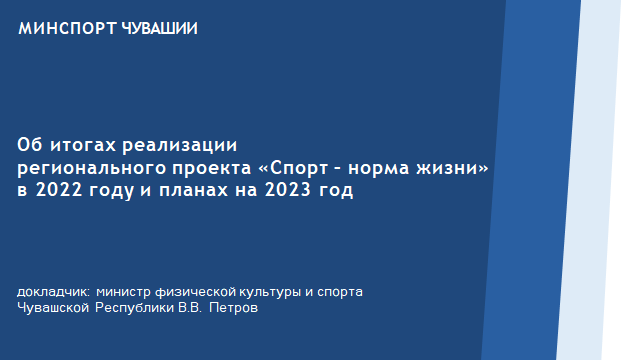 МИНСПОРТ ЧУВАШИИ
Об итогах реализации
регионального проекта «Спорт – норма жизни»
в 2022 году и планах на 2023 год
докладчик: министр физической культуры и спорта
Чувашской Республики В.В. Петров